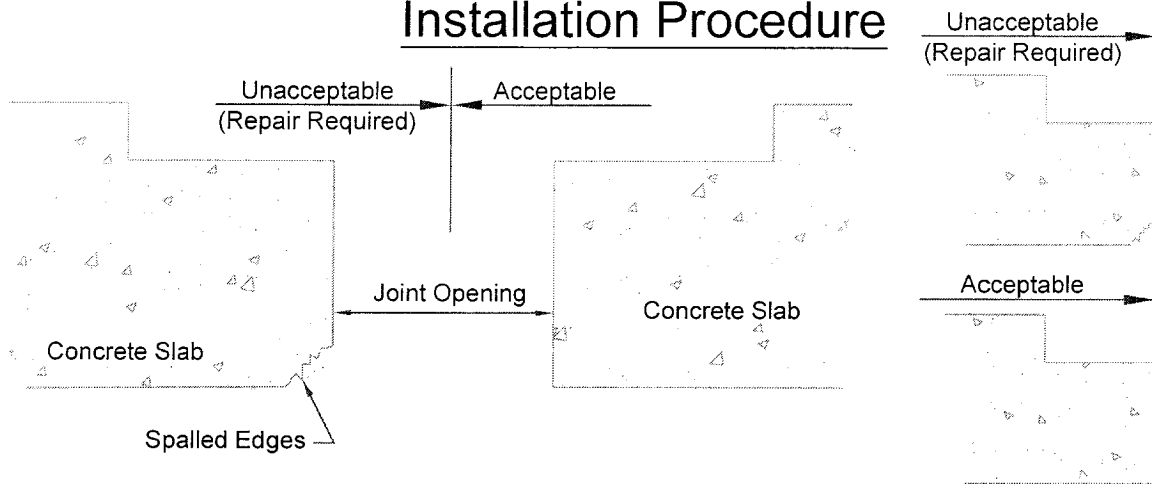 Installation Procedure
Unacceptable
(Repair Required)
Acceptable
Joint Opening
Concrete Slab
Concrete Slab
Spalled Edges
Unacceptable
(Repair Required)
Acceptable